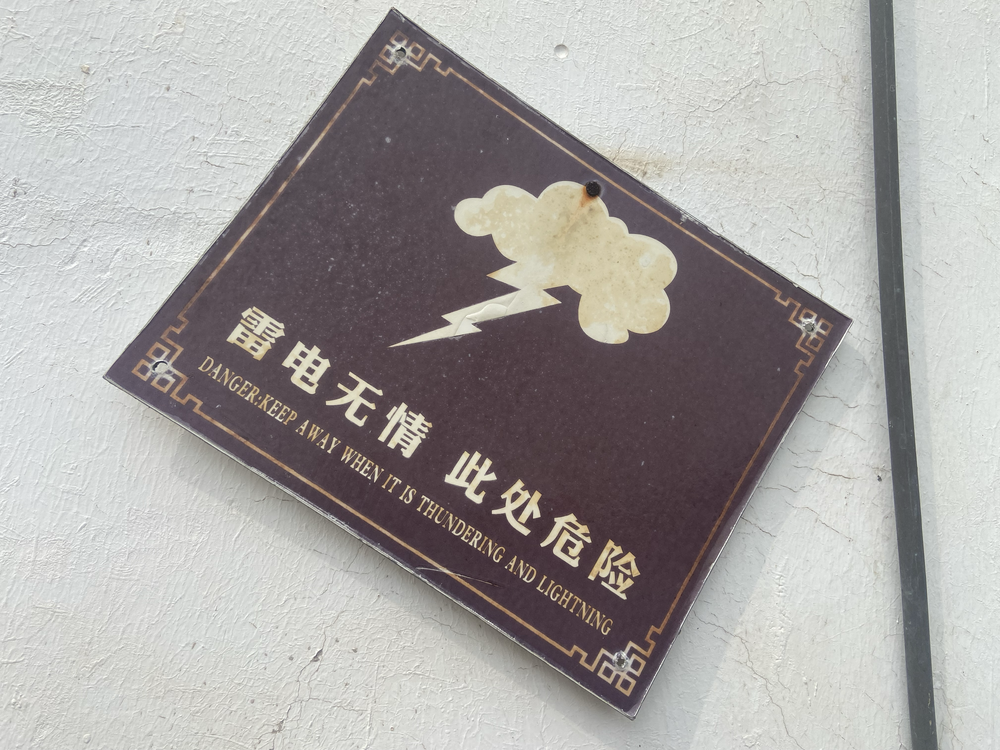 雷电无情 此处危险
DANGER:KEEP AWAY WHEN IT IS THUNDERING AND LIGHTNING